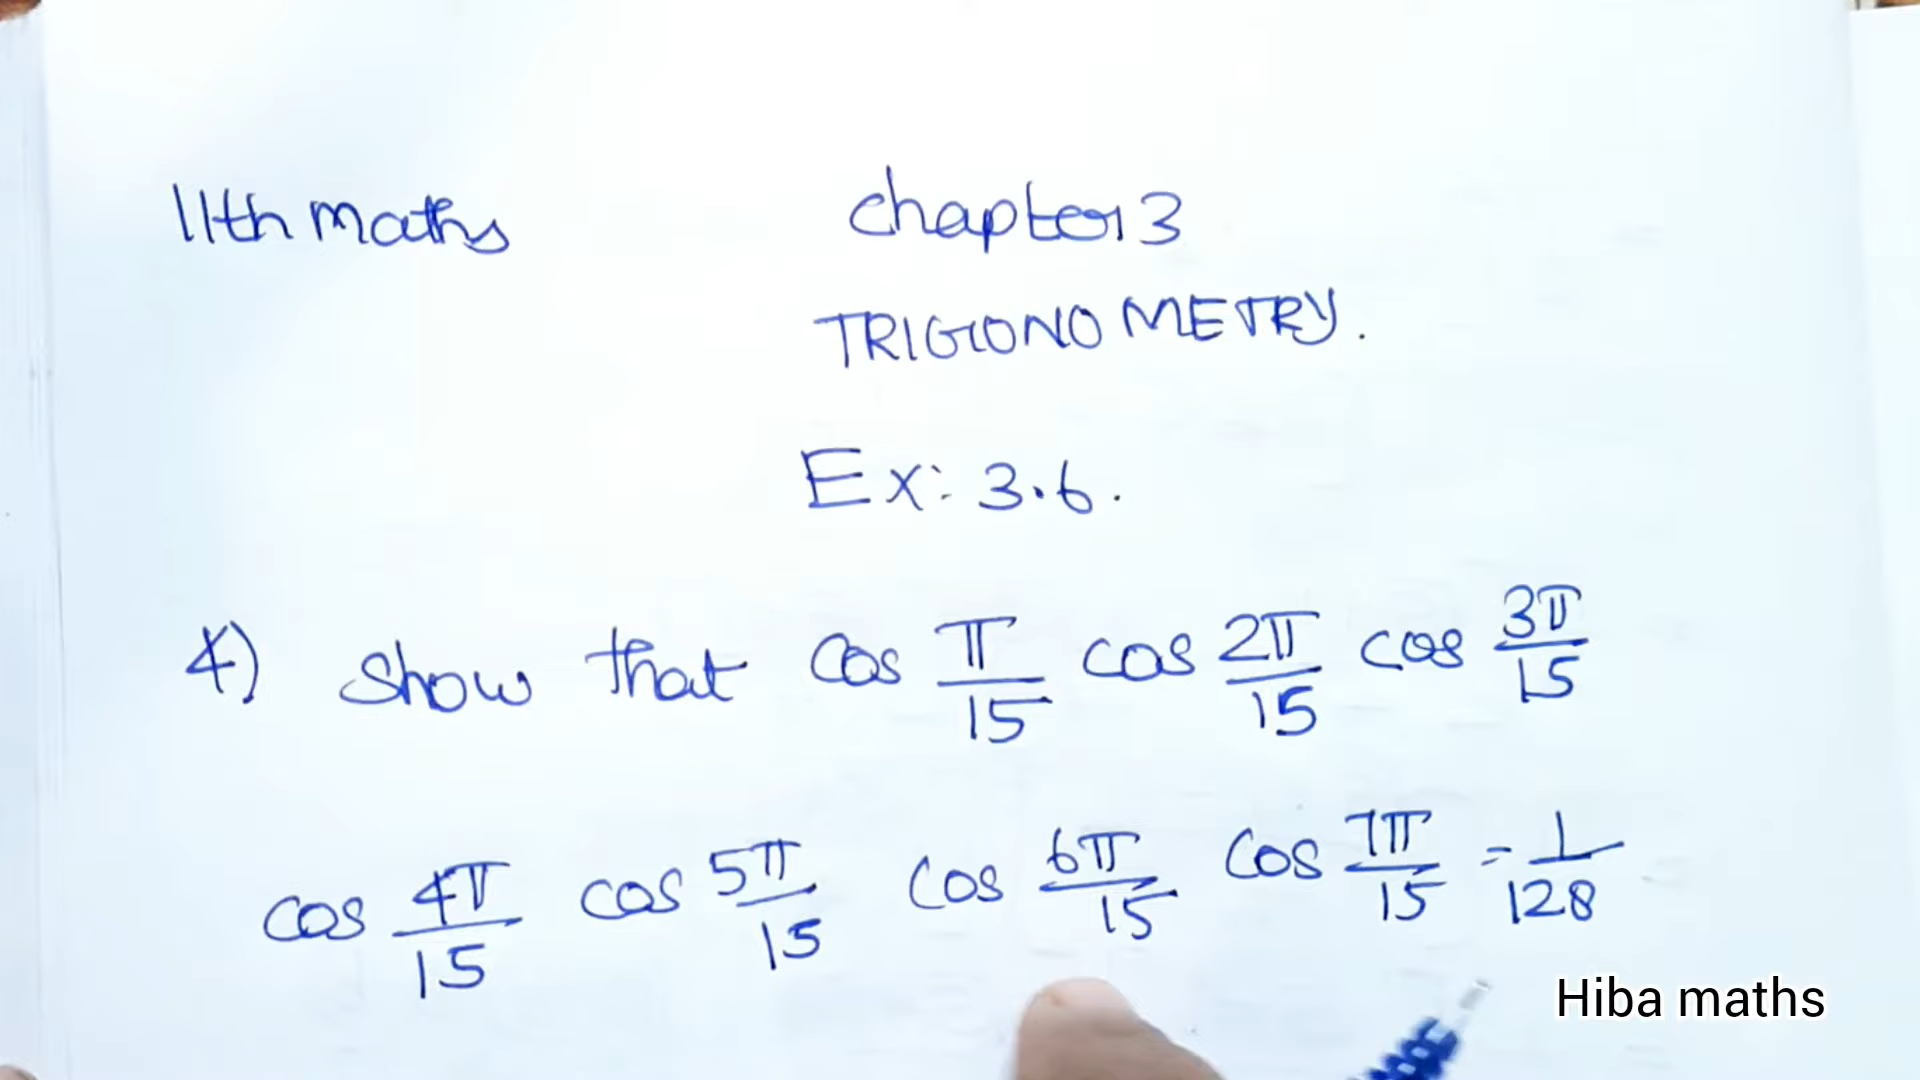 11th maths chapter 3
TRIGONOMETRY.
Ex: 3.6.
4) Show that cos π/15 cos 2π/15 cos 3π/15
cos 4π/15 cos 5π/15 cos 6π/15 cos 7π/15 = 1/128
Hiba maths